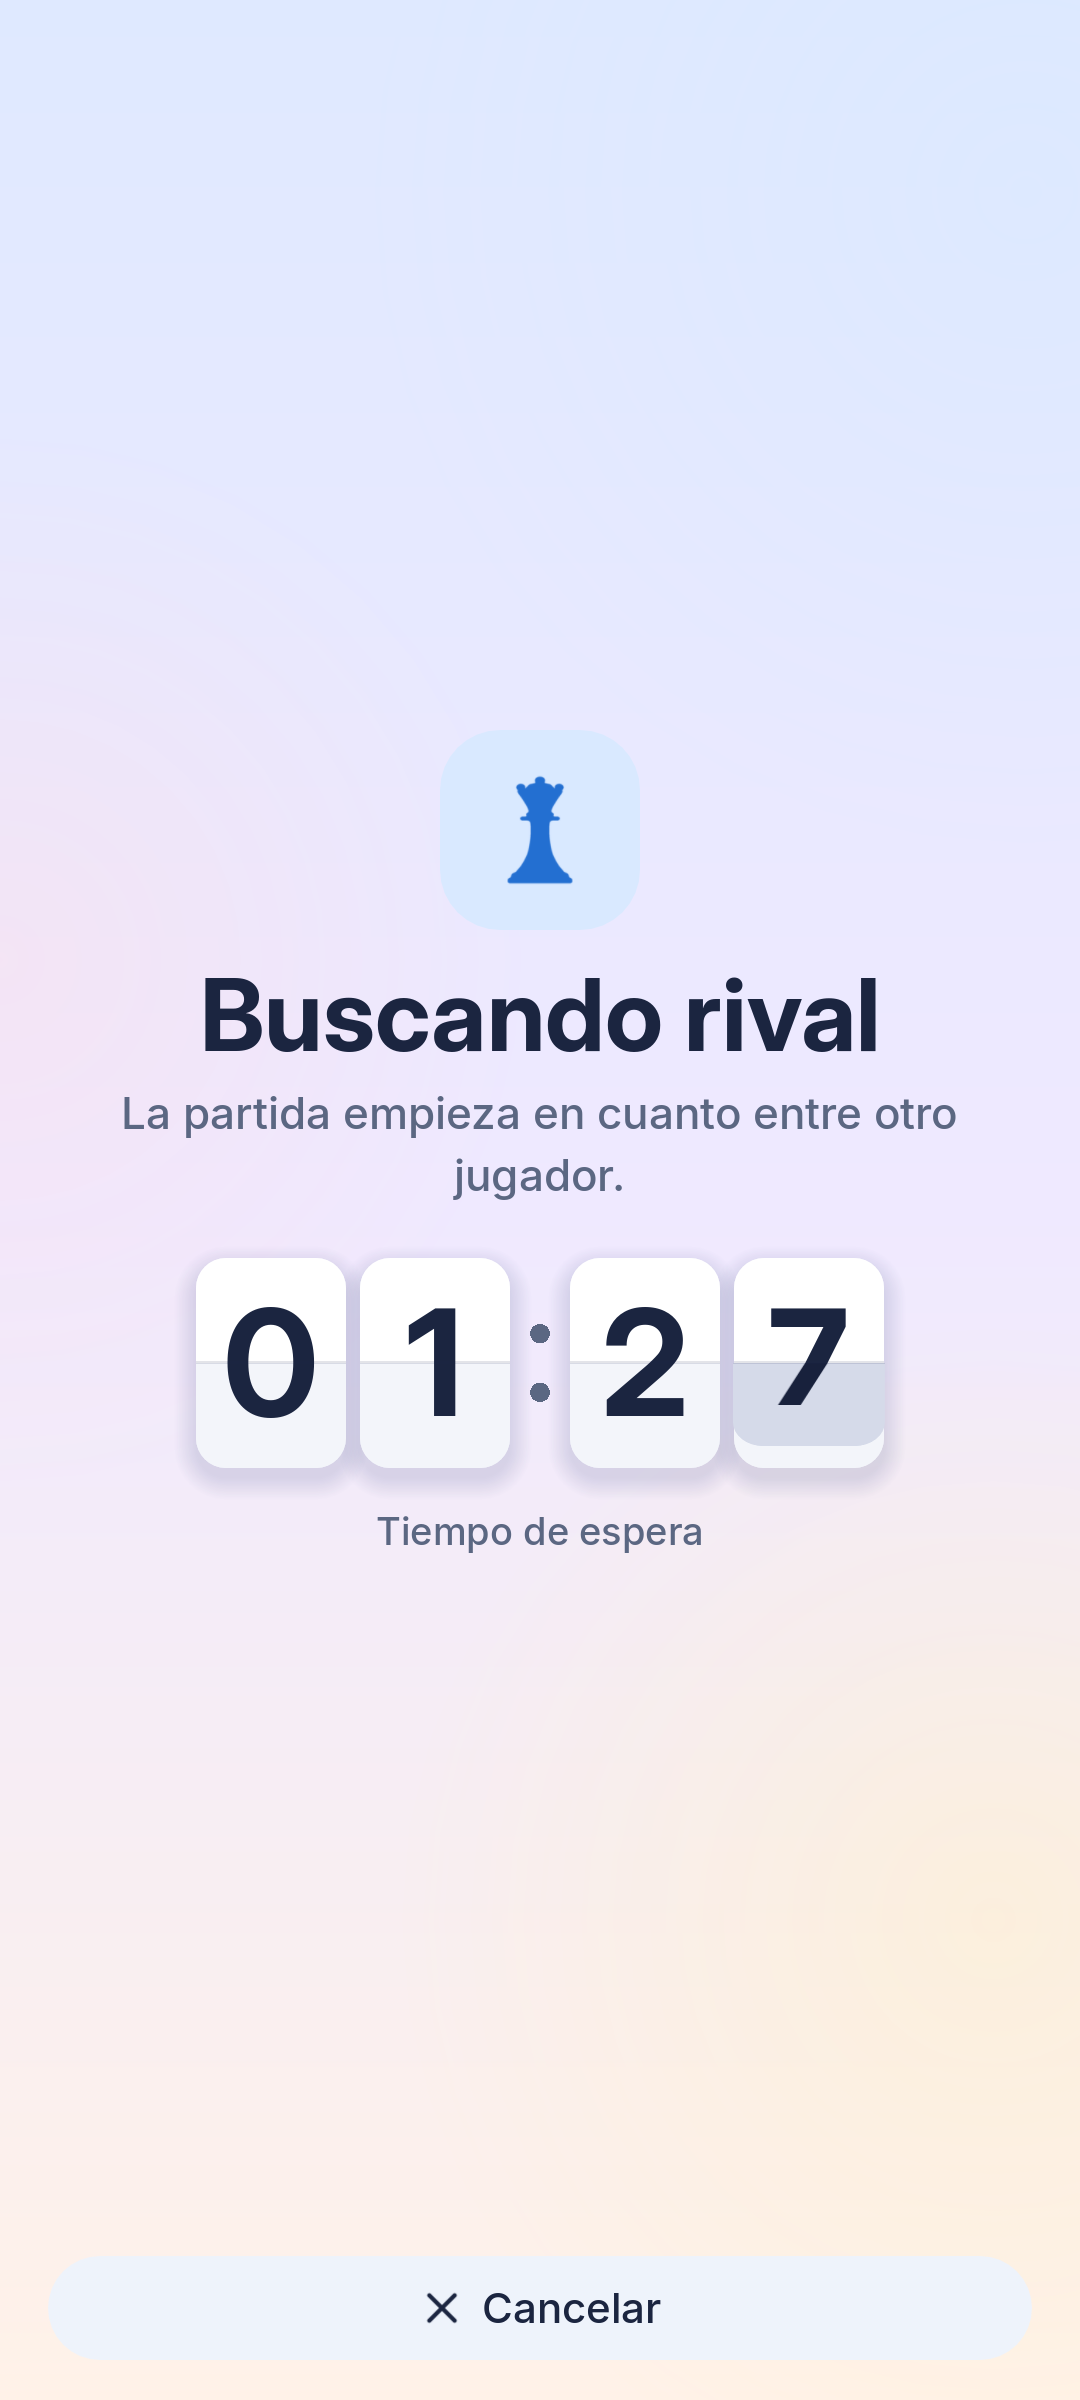 Buscando rival
La partida empieza en cuanto entre otro
jugador.
01:27
Tiempo de espera
Cancelar